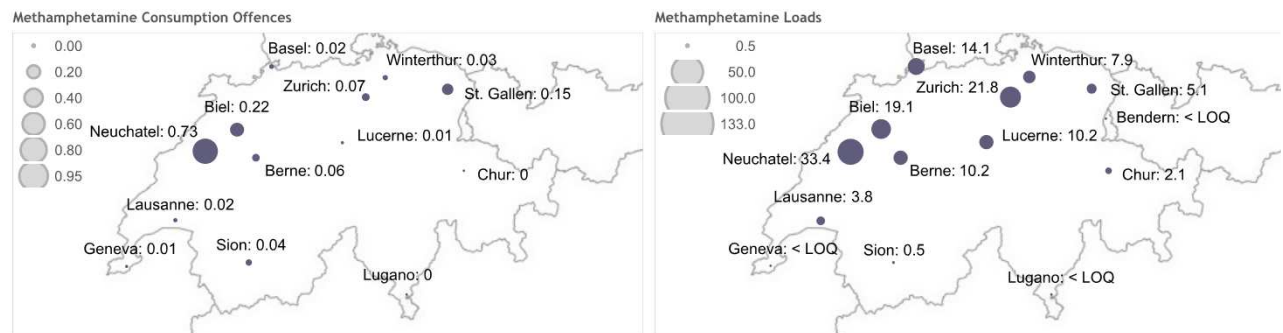 Methamphetamine Consumption Offences
0.00
0.20
0.40
0.60
0.80
0.95
Basel: 0.02
Winterthur: 0.03
Zurich: 0.07
St. Gallen: 0.15
Biel: 0.22
Neuchatel: 0.73
Lucerne: 0.01
Berne: 0.06
Chur: 0
Lausanne: 0.02
Geneva: 0.01
Sion: 0.04
Lugano: 0
Methamphetamine Loads
0.5
50.0
100.0
133.0
Basel: 14.1
Winterthur: 7.9
Zurich: 21.8
St. Gallen: 5.1
Biel: 19.1
Bendern: < LOQ
Neuchatel: 33.4
Lucerne: 10.2
Berne: 10.2
Chur: 2.1
Lausanne: 3.8
Geneva: < LOQ
Sion: 0.5
Lugano: < LOQ